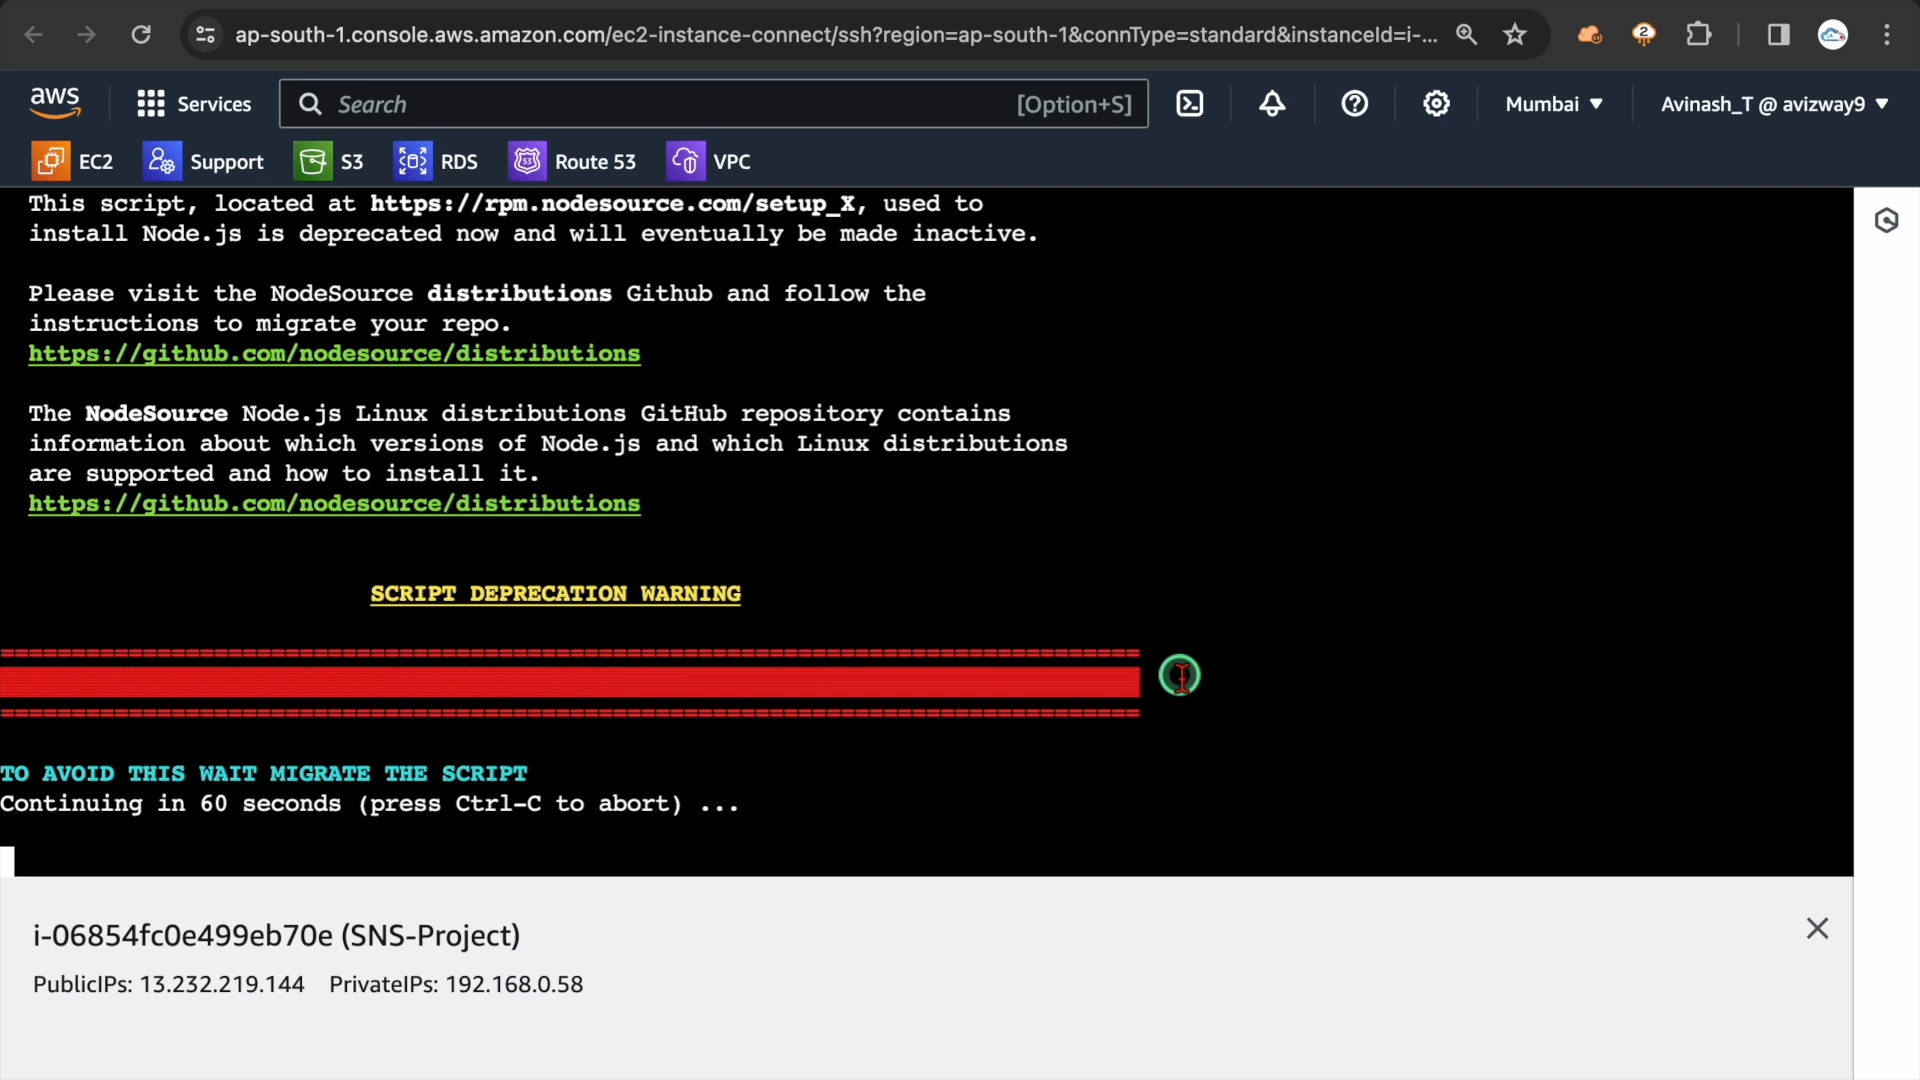 ap-south-1.console.aws.amazon.com/ec2-instance-connect/ssh?region=ap-south-1&connType=standard&instanceId=i-...
2
aws
Services
Search
[Option+S]
Mumbai ▼
Avinash_T @ avizway9 ▼
EC2
Support
S3
RDS
53
Route 53
VPC
This script, located at https://rpm.nodesource.com/setup_X, used to
install Node.js is deprecated now and will eventually be made inactive.
Please visit the NodeSource distributions Github and follow the
instructions to migrate your repo.
https://github.com/nodesource/distributions
The NodeSource Node.js Linux distributions GitHub repository contains
information about which versions of Node.js and which Linux distributions
are supported and how to install it.
https://github.com/nodesource/distributions
SCRIPT DEPRECATION WARNING
================================================================================
================================================================================
TO AVOID THIS WAIT MIGRATE THE SCRIPT
Continuing in 60 seconds (press Ctrl-C to abort) ...
i-06854fc0e499eb70e (SNS-Project)
PublicIPs: 13.232.219.144 PrivateIPs: 192.168.0.58